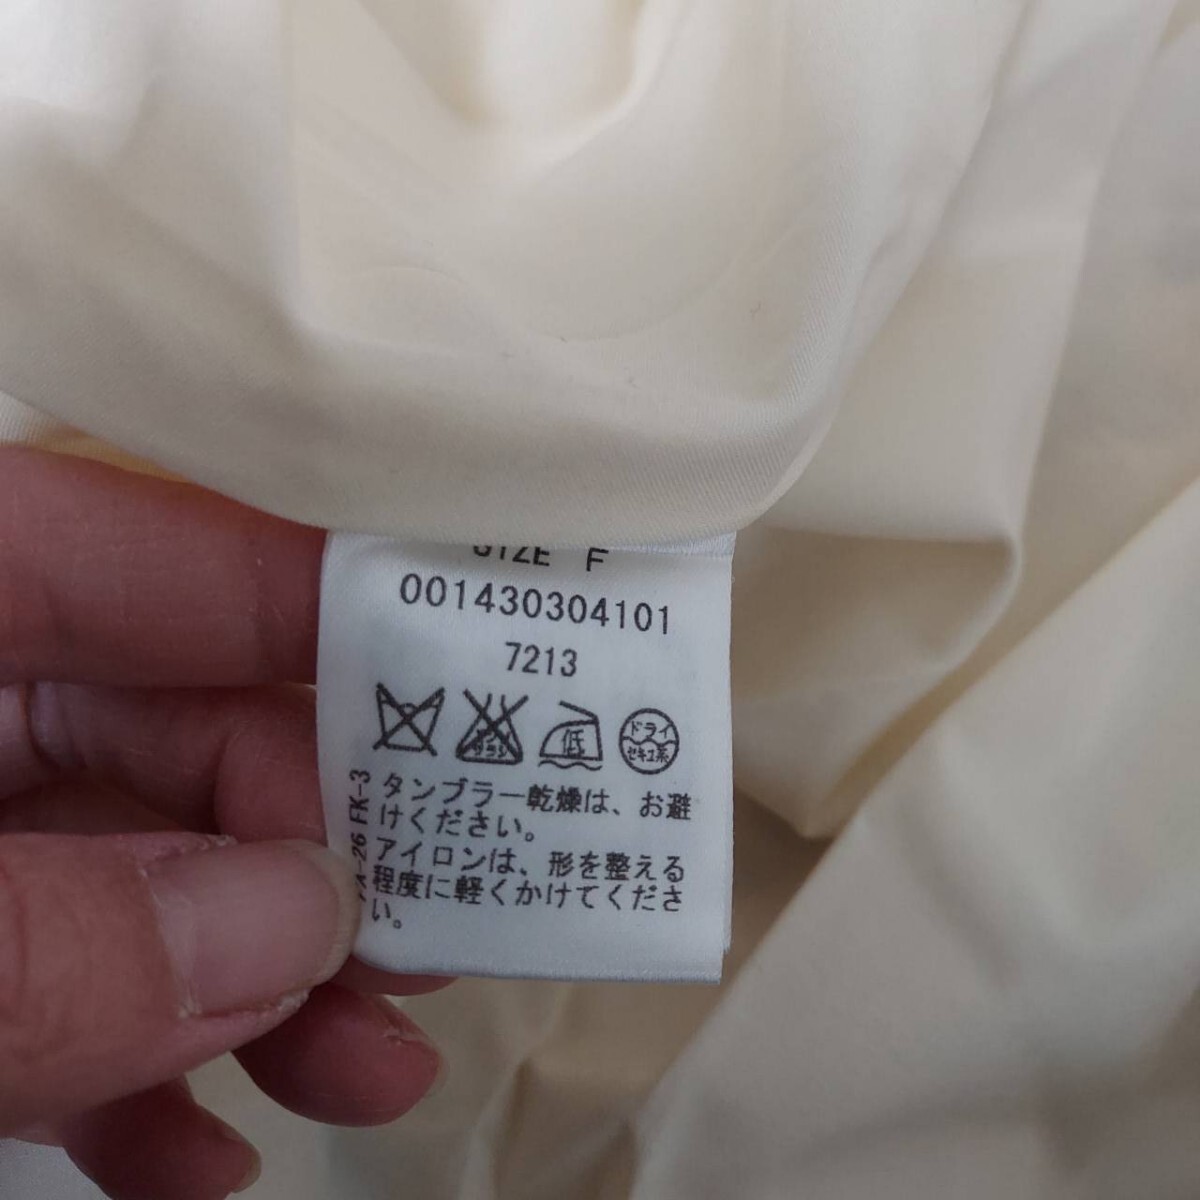 SIZE F
001430304101
7213
低
ドライ
セキユ系
タンブラー乾燥は、お避
けください。
アイロンは、形を整える
程度に軽くかけてくださ
い。
FK-3